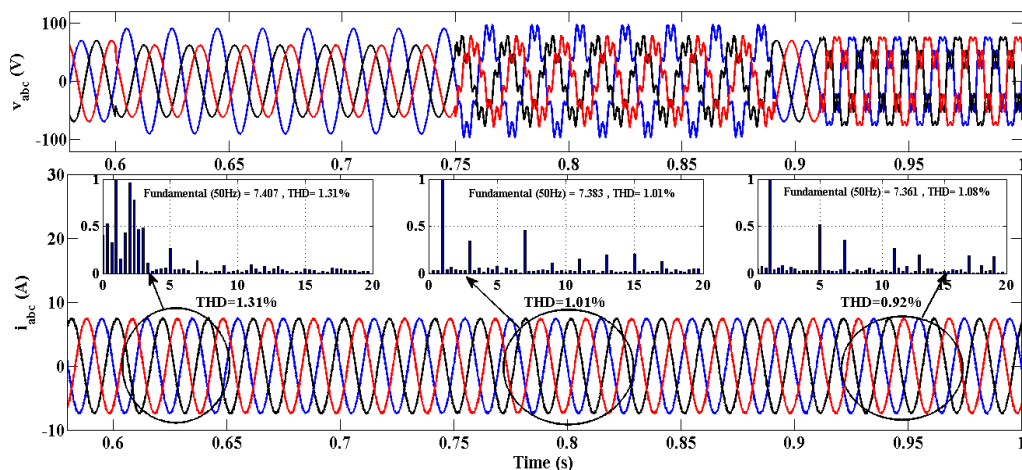 100
v_abc (V)
0
-100
0.6 0.65 0.7 0.75 0.8 0.85 0.9 0.95 1
30
20
10
0
-10
i_abc (A)
1
0.5
0
Fundamental (50Hz) = 7.407 , THD= 1.31%
0 5 10 15 20
THD=1.31%
1
0.5
0
Fundamental (50Hz) = 7.383 , THD= 1.01%
0 5 10 15 20
THD=1.01%
1
0.5
0
Fundamental (50Hz) = 7.361 , THD= 1.08%
0 5 10 15 20
THD=0.92%
0.6 0.65 0.7 0.75 0.8 0.85 0.9 0.95 1
Time (s)